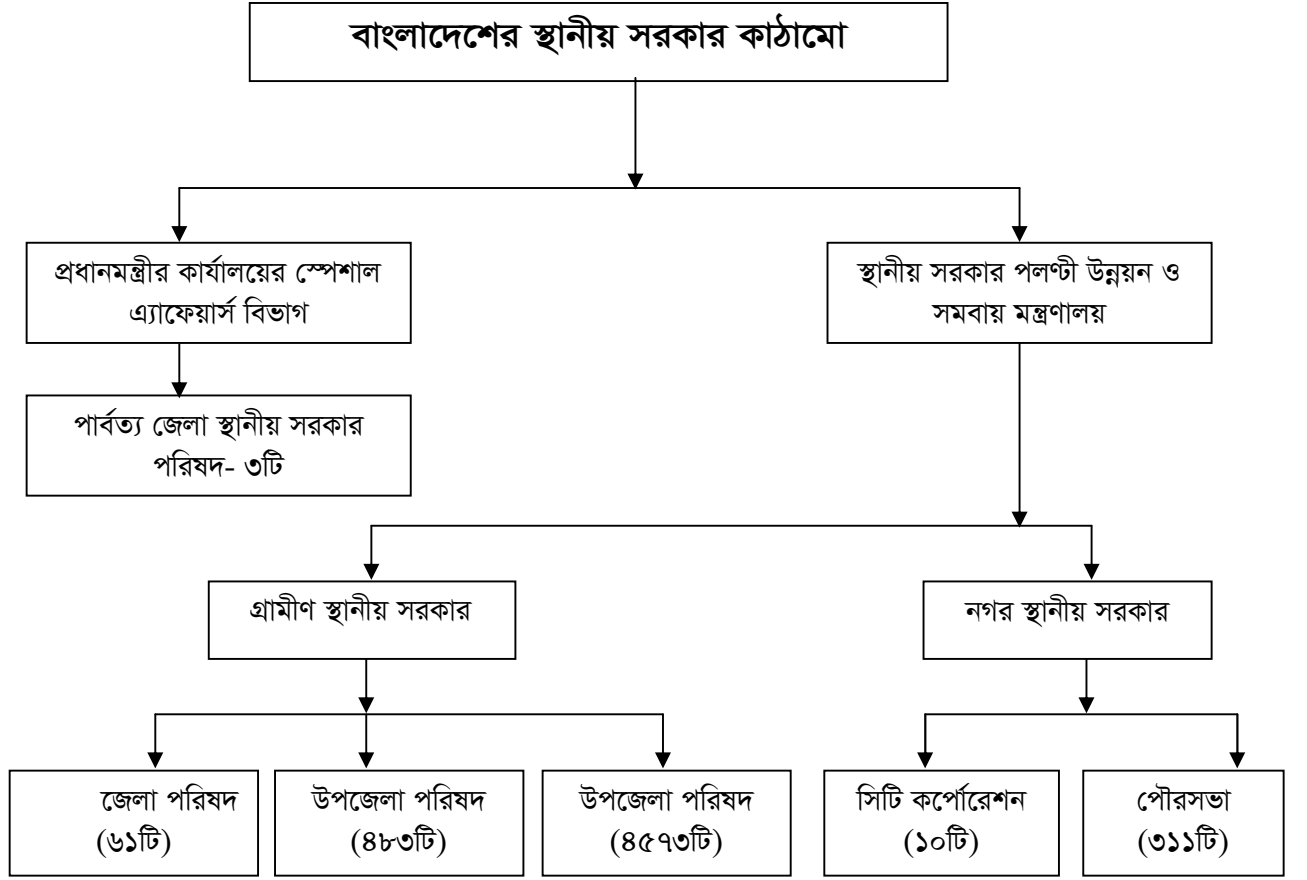 বাংলাদেশের স্থানীয় সরকার কাঠামো
প্রধানমন্ত্রীর কার্যালয়ের স্পেশাল
এ্যাফেয়ার্স বিভাগ
স্থানীয় সরকার পলণ্টী উন্নয়ন ও
সমবায় মন্ত্রণালয়
পার্বত্য জেলা স্থানীয় সরকার
পরিষদ- ৩টি
গ্রামীণ স্থানীয় সরকার
নগর স্থানীয় সরকার
জেলা পরিষদ
(৬১টি)
উপজেলা পরিষদ
(৪৮৩টি)
উপজেলা পরিষদ
(৪৫৭৩টি)
সিটি কর্পোরেশন
(১০টি)
পৌরসভা
(৩১১টি)